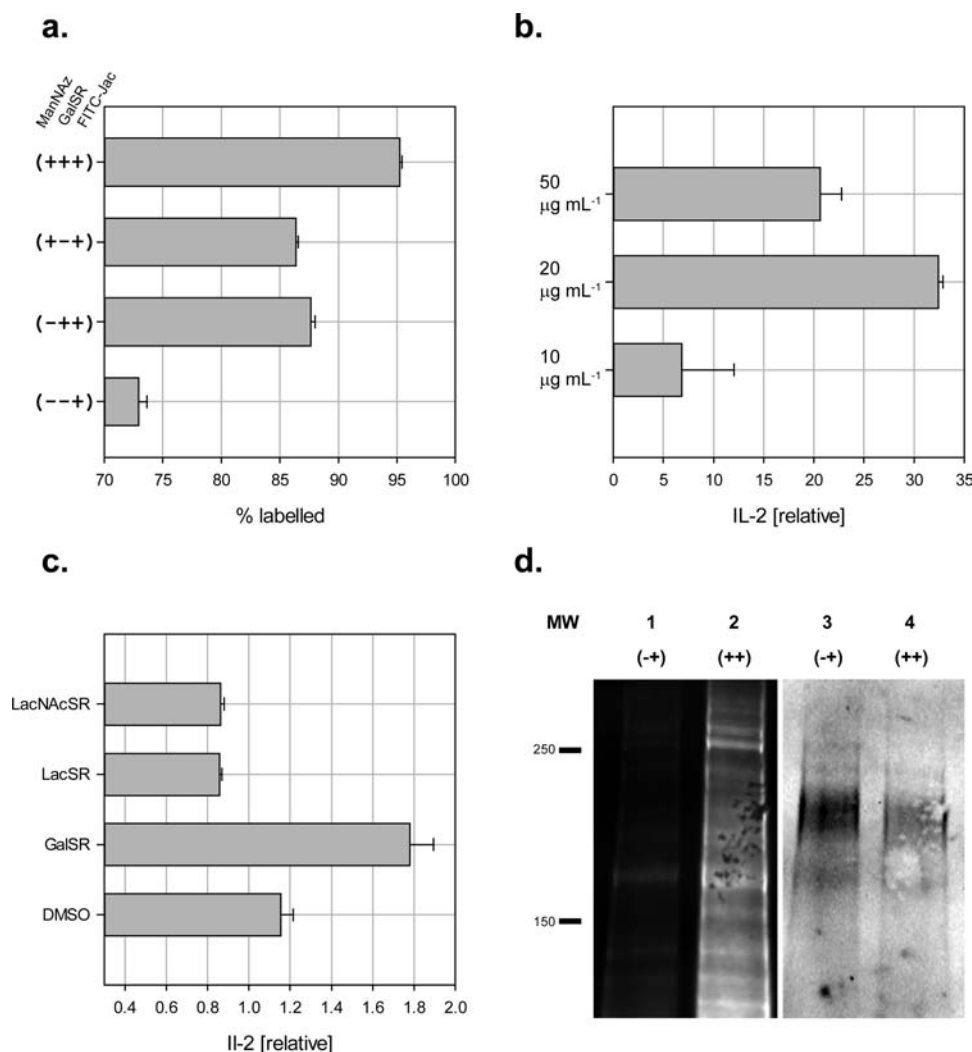 a.
ManNAz
GalSR
FITC-Jac
(+++)
(+-+)
(-++)
(--+)
70 75 80 85 90 95 100
% labelled
b.
50
µg mL⁻¹
20
µg mL⁻¹
10
µg mL⁻¹
0 5 10 15 20 25 30 35
IL-2 [relative]
c.
LacNAcSR
LacSR
GalSR
DMSO
0.4 0.6 0.8 1.0 1.2 1.4 1.6 1.8 2.0
Il-2 [relative]
d.
MW 1 2 3 4
(-+) (++) (-+) (++)
250
150